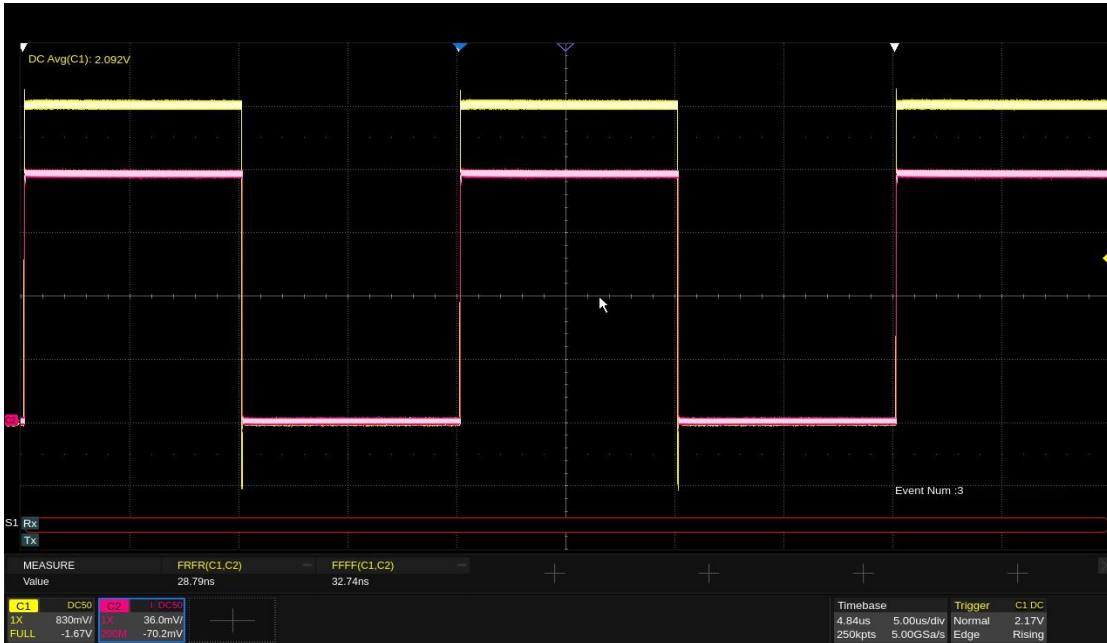 DC Avg(C1): 2.092V
Event Num :3
S1 Rx
Tx
MEASURE FRFR(C1,C2) FFFF(C1,C2)
Value 28.79ns 32.74ns
C1 DC50
1X 830mV/
FULL -1.67V
C2 I DC50
1X 36.0mV/
200M -70.2mV
Timebase
4.84us 5.00us/div
250kpts 5.00GSa/s
Trigger C1 DC
Normal 2.17V
Edge Rising